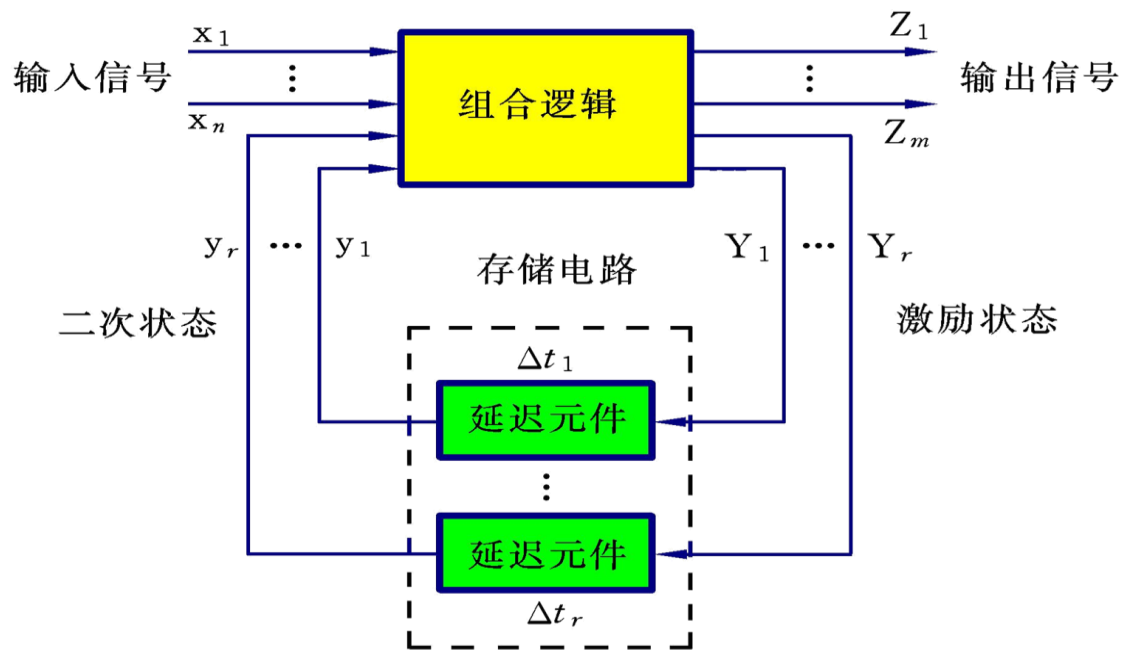 x1
Z1
输入信号
⋮
组合逻辑
⋮
输出信号
xn
Zm
yr … y1
Y1 … Yr
存储电路
二次状态
激励状态
Δt1
延迟元件
⋮
延迟元件
Δtr